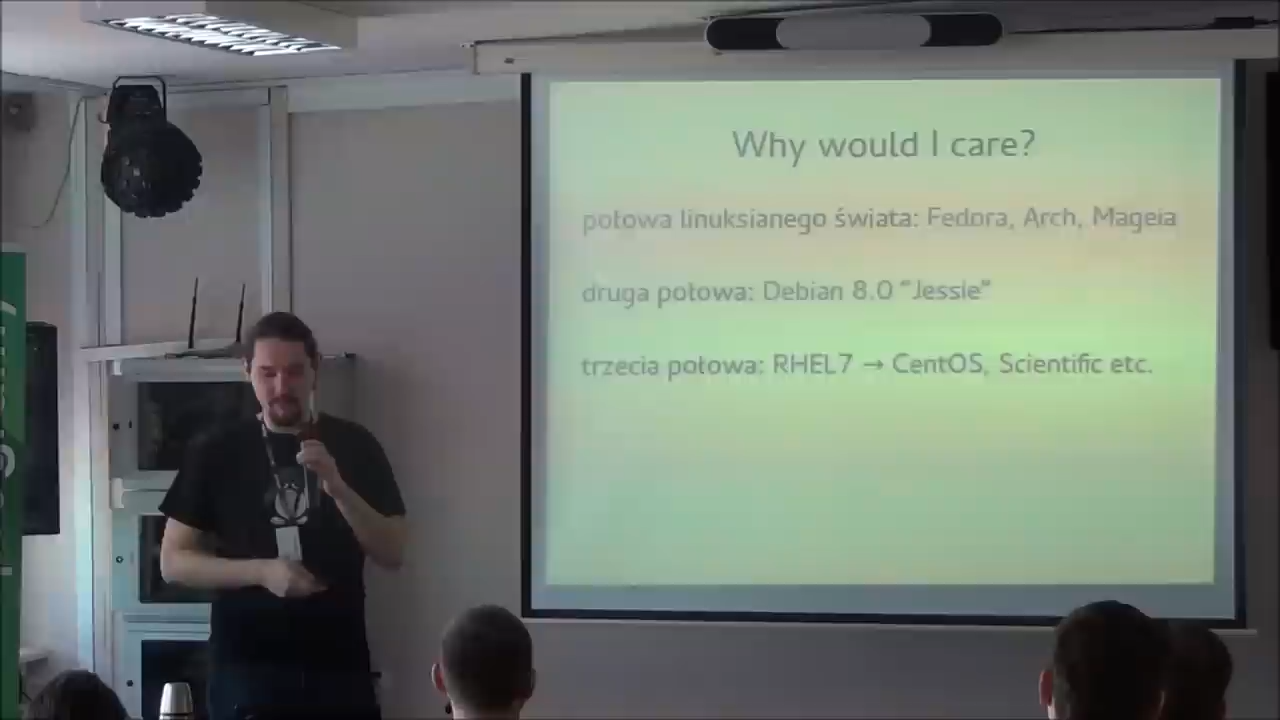 Why would I care?
połowa linuksianego świata: Fedora, Arch, Mageia
druga połowa: Debian 8.0 "Jessie"
trzecia połowa: RHEL7 → CentOS, Scientific etc.